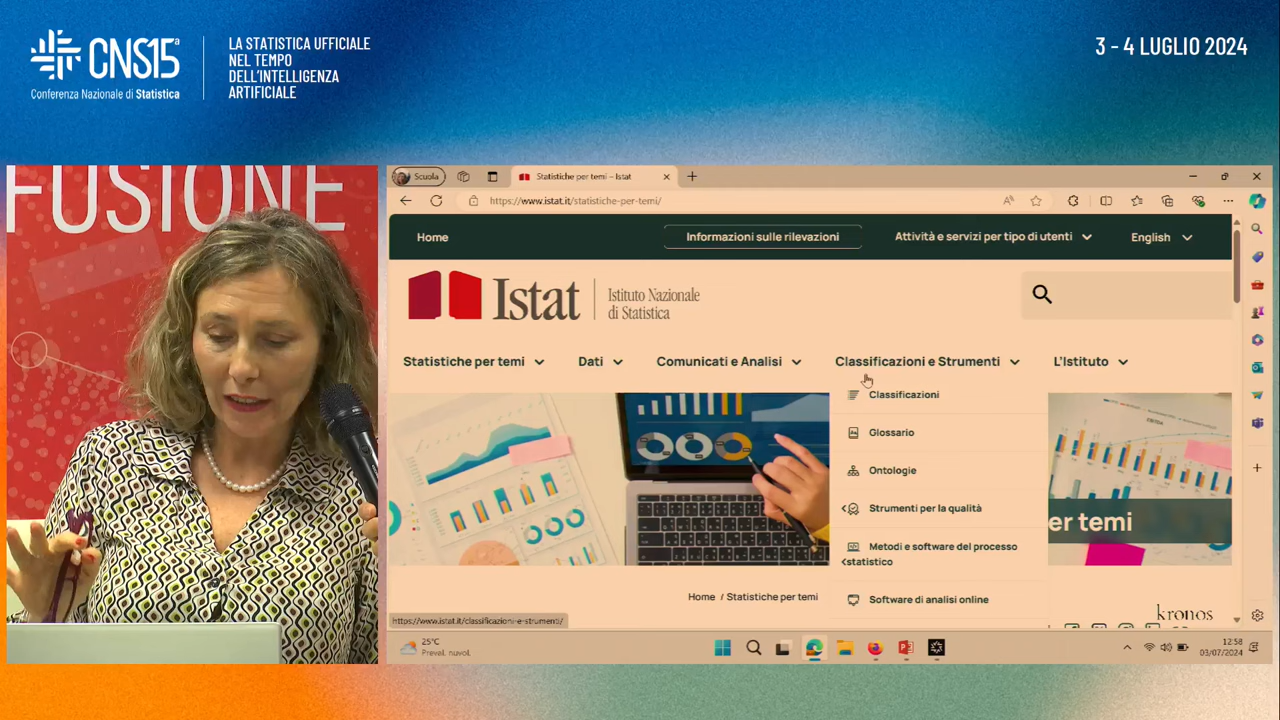 CNS15ª
Conferenza Nazionale di Statistica
LA STATISTICA UFFICIALE
NEL TEMPO
DELL'INTELLIGENZA
ARTIFICIALE
3 - 4 LUGLIO 2024
FUSIONE
Scuola
Statistiche per temi – Istat
https://www.istat.it/statistiche-per-temi/
Home
Informazioni sulle rilevazioni
Attività e servizi per tipo di utenti
English
Istat
Istituto Nazionale
di Statistica
Statistiche per temi
Dati
Comunicati e Analisi
Classificazioni e Strumenti
L'Istituto
Classificazioni
Glossario
Ontologie
Strumenti per la qualità
er temi
Metodi e software del processo
statistico
Home / Statistiche per temi
Software di analisi online
kronos
https://www.istat.it/classificazioni-e-strumenti/
25°C
Preval. nuvol.
12:58
03/07/2024